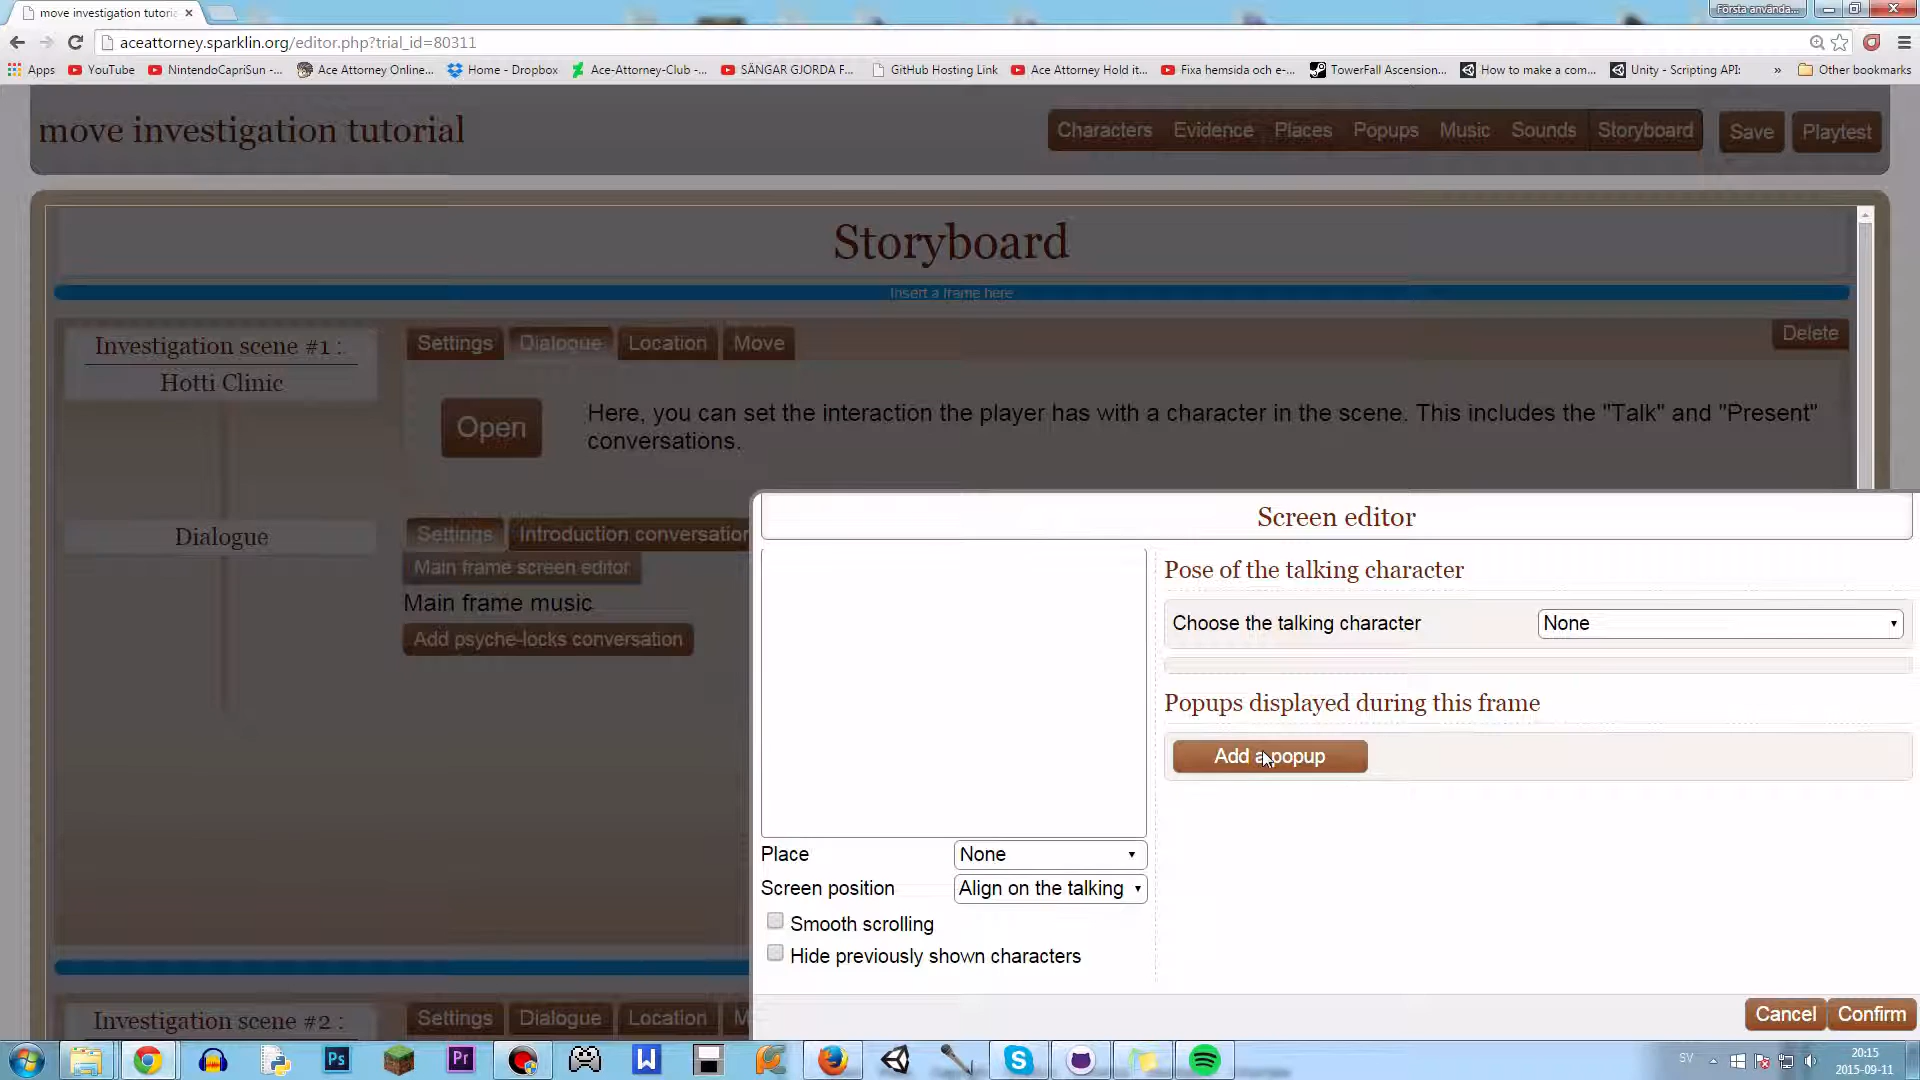 move investigation tutoria
Första använda...
aceattorney.sparklin.org/editor.php?trial_id=80311
Apps
YouTube
NintendoCapriSun -...
Ace Attorney Online...
Home - Dropbox
Ace-Attorney-Club -...
SÄNGAR GJORDA F...
GitHub Hosting Link
Ace Attorney Hold it...
Fixa hemsida och e-...
TowerFall Ascension...
How to make a com...
Unity - Scripting API:
»
Other bookmarks
move investigation tutorial
Characters
Evidence
Places
Popups
Music
Sounds
Storyboard
Save
Playtest
Storyboard
Insert a frame here
Investigation scene #1 :
Hotti Clinic
Settings
Dialogue
Location
Move
Delete
Open
Here, you can set the interaction the player has with a character in the scene. This includes the "Talk" and "Present"
conversations.
Dialogue
Settings
Introduction conversation
Main frame screen editor
Main frame music
Add psyche-locks conversation
Screen editor
Pose of the talking character
Choose the talking character
None
Popups displayed during this frame
Add a popup
Place
None
Screen position
Align on the talking
Smooth scrolling
Hide previously shown characters
Cancel
Confirm
Investigation scene #2 :
Settings
Dialogue
Location
M
Ps
Pr
W
SV
20:15
2015-09-11